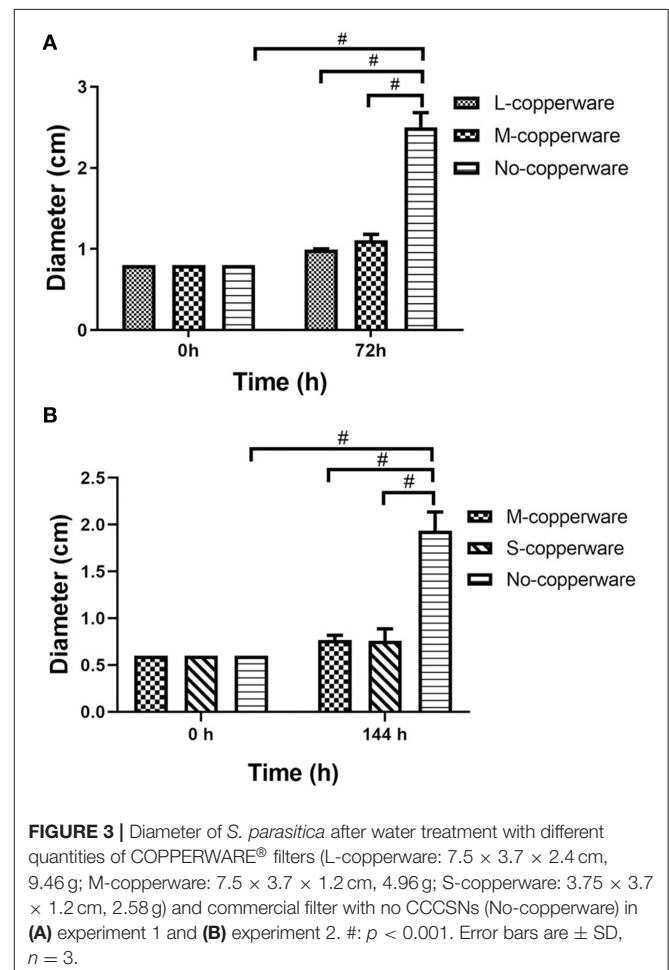 A
#
#
#
3
2
1
0
Diameter (cm)
0h 72h
Time (h)
L-copperware
M-copperware
No-copperware
B
#
#
#
2.5
2.0
1.5
1.0
0.5
0.0
Diameter (cm)
0 h 144 h
Time (h)
M-copperware
S-copperware
No-copperware
FIGURE 3 | Diameter of S. parasitica after water treatment with different
quantities of COPPERWARE® filters (L-copperware: 7.5 × 3.7 × 2.4 cm,
9.46 g; M-copperware: 7.5 × 3.7 × 1.2 cm, 4.96 g; S-copperware: 3.75 × 3.7
× 1.2 cm, 2.58 g) and commercial filter with no CCCSNs (No-copperware) in
(A) experiment 1 and (B) experiment 2. #: p < 0.001. Error bars are ± SD,
n = 3.